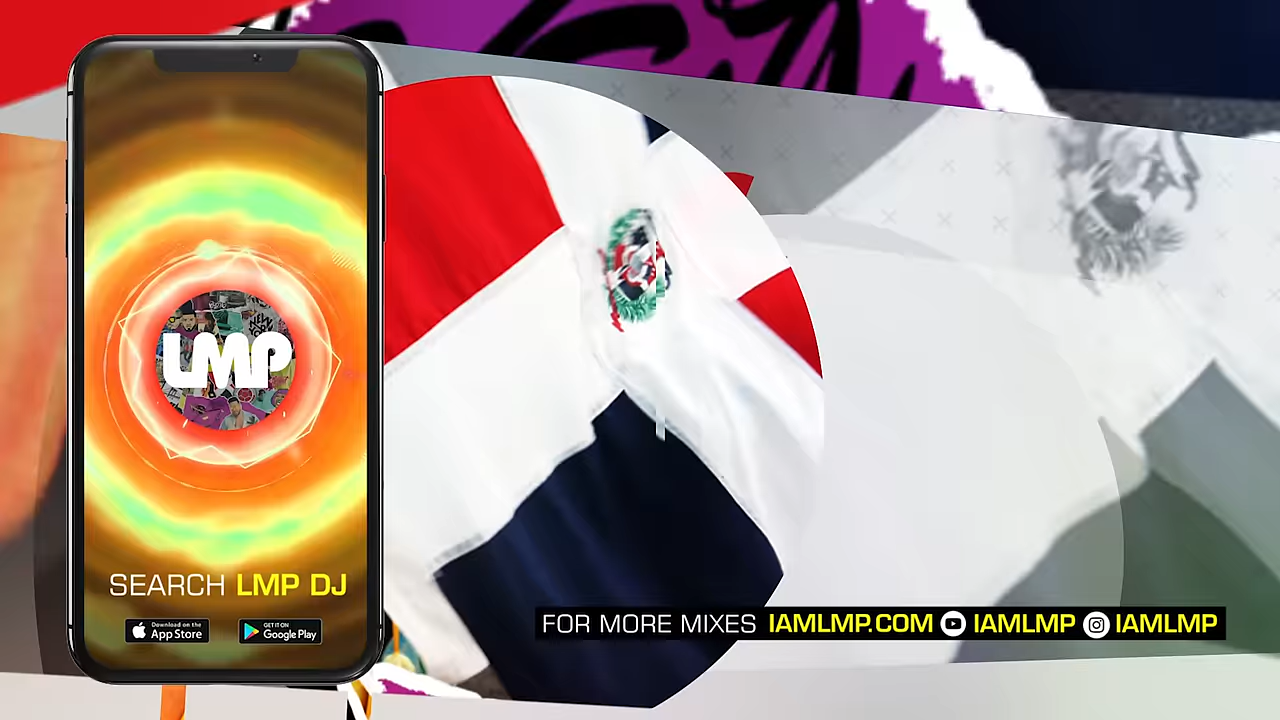 LMP
SEARCH LMP DJ
Download on the
App Store
GET IT ON
Google Play
FOR MORE MIXES IAMLMP.COM IAMLMP IAMLMP